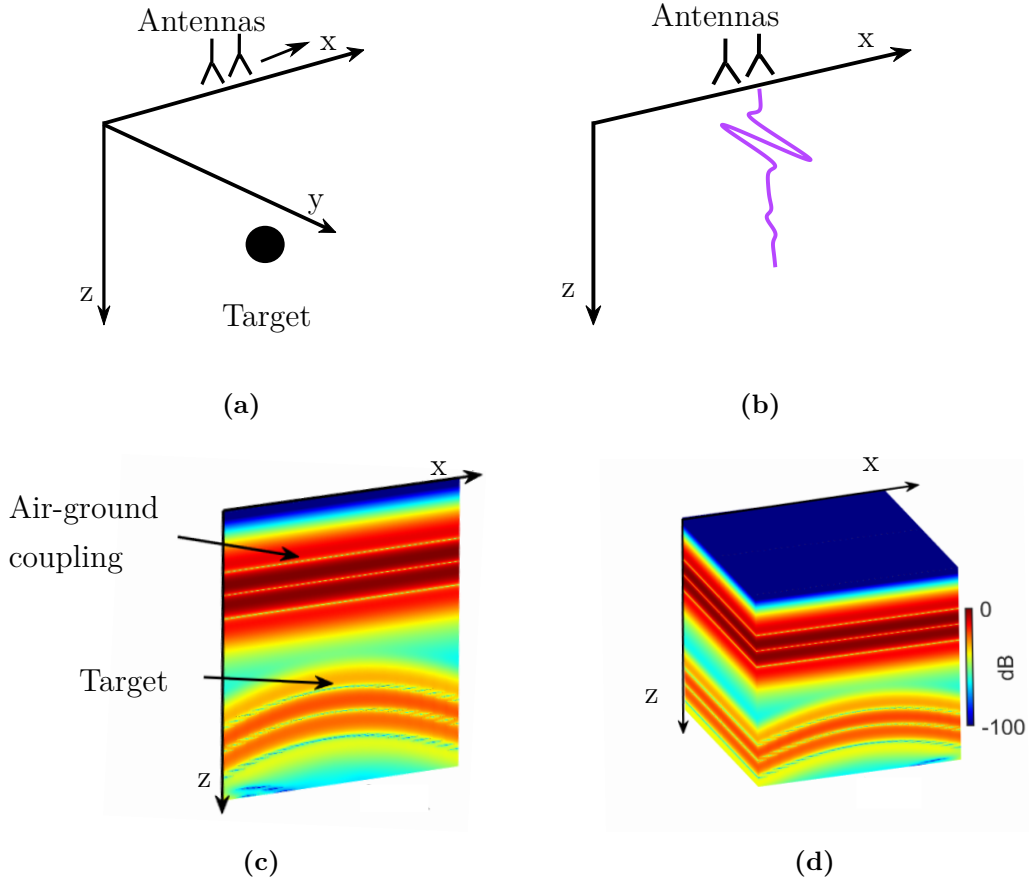 Antennas
x
y
z
Target
(a)
Antennas
x
z
(b)
x
Air-ground
coupling
Target
z
(c)
x
z
0
dB
-100
(d)